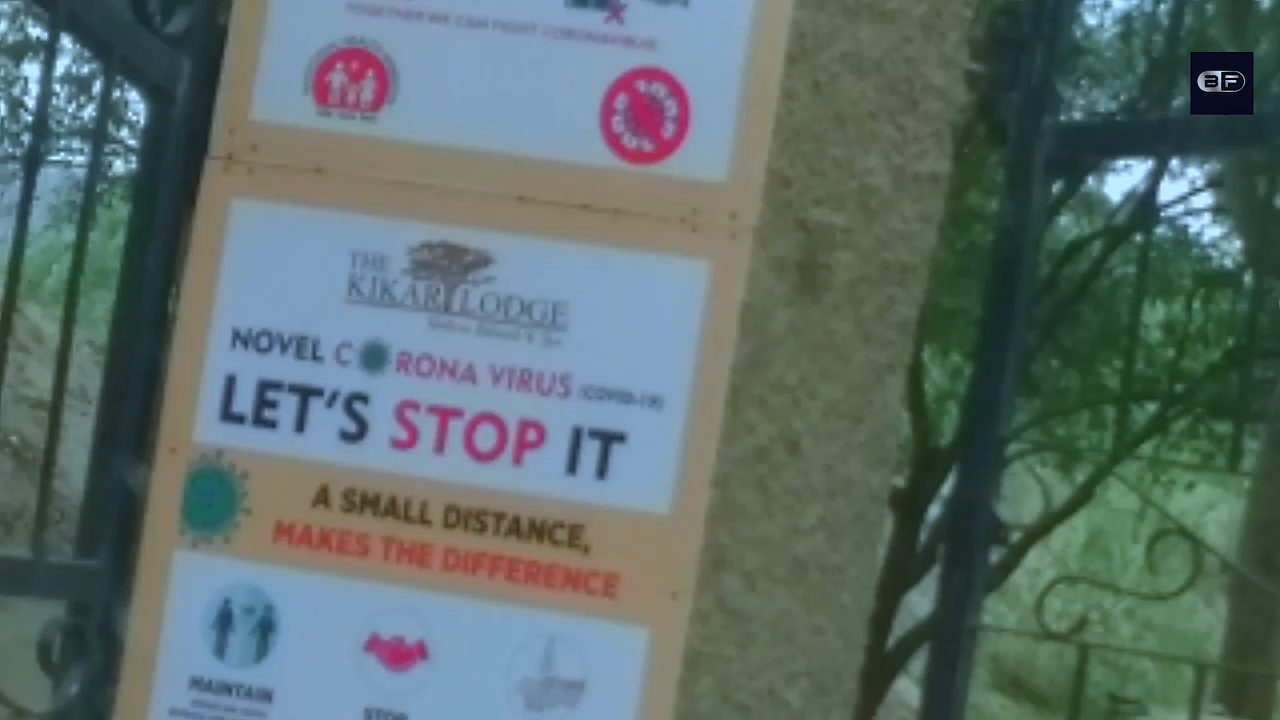 TOGETHER WE CAN FIGHT CORONAVIRUS
THE
KIKAR LODGE
NOVEL CORONA VIRUS (COVID-19)
LET'S STOP IT
A SMALL DISTANCE,
MAKES THE DIFFERENCE
MAINTAIN
STOP
BF